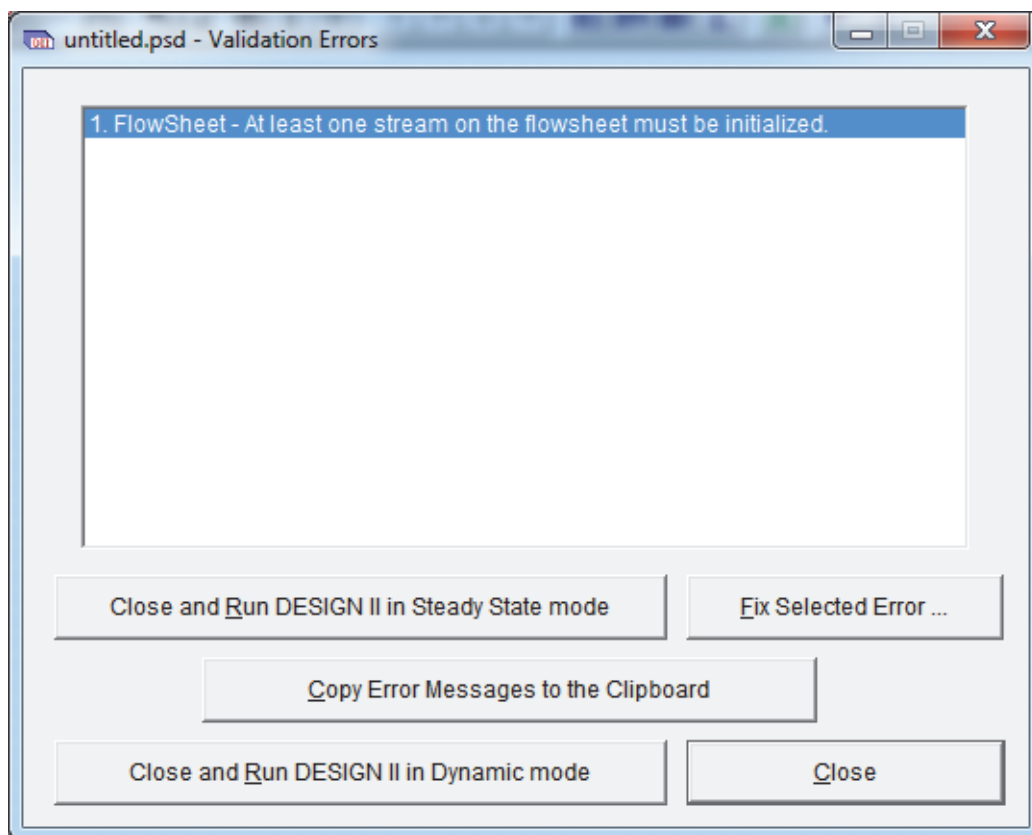 untitled.psd - Validation Errors
1. FlowSheet - At least one stream on the flowsheet must be initialized.
Close and Run DESIGN II in Steady State mode
Fix Selected Error ...
Copy Error Messages to the Clipboard
Close and Run DESIGN II in Dynamic mode
Close